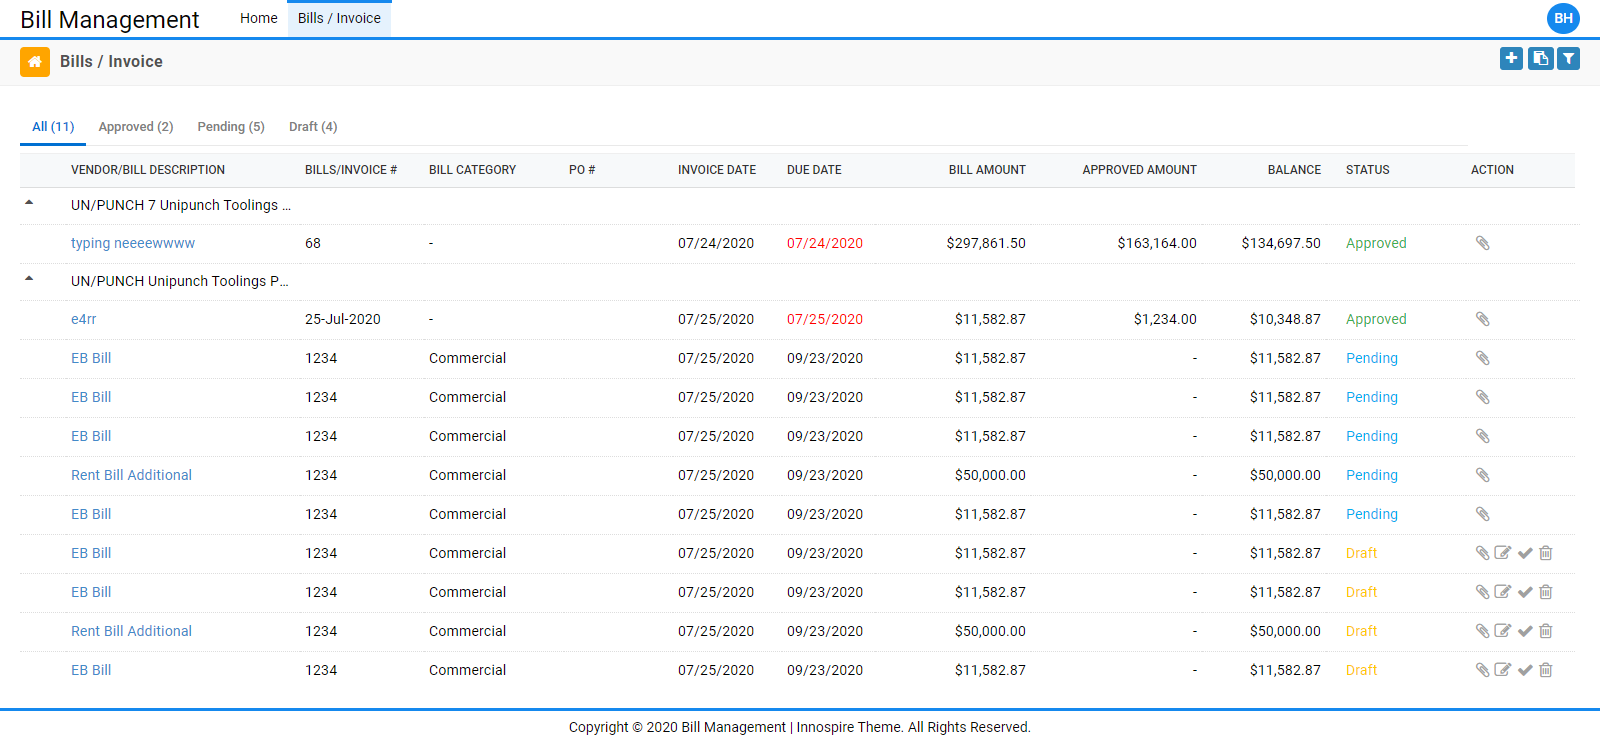 Bill Management Home Bills / Invoice BH
Bills / Invoice
All (11) Approved (2) Pending (5) Draft (4)
VENDOR/BILL DESCRIPTION BILLS/INVOICE # BILL CATEGORY PO # INVOICE DATE DUE DATE BILL AMOUNT APPROVED AMOUNT BALANCE STATUS ACTION
UN/PUNCH 7 Unipunch Toolings ...
typing neeeewwww 68 - 07/24/2020 07/24/2020 $297,861.50 $163,164.00 $134,697.50 Approved
UN/PUNCH Unipunch Toolings P...
e4rr 25-Jul-2020 - 07/25/2020 07/25/2020 $11,582.87 $1,234.00 $10,348.87 Approved
EB Bill 1234 Commercial 07/25/2020 09/23/2020 $11,582.87 - $11,582.87 Pending
EB Bill 1234 Commercial 07/25/2020 09/23/2020 $11,582.87 - $11,582.87 Pending
EB Bill 1234 Commercial 07/25/2020 09/23/2020 $11,582.87 - $11,582.87 Pending
Rent Bill Additional 1234 Commercial 07/25/2020 09/23/2020 $50,000.00 - $50,000.00 Pending
EB Bill 1234 Commercial 07/25/2020 09/23/2020 $11,582.87 - $11,582.87 Pending
EB Bill 1234 Commercial 07/25/2020 09/23/2020 $11,582.87 - $11,582.87 Draft
EB Bill 1234 Commercial 07/25/2020 09/23/2020 $11,582.87 - $11,582.87 Draft
Rent Bill Additional 1234 Commercial 07/25/2020 09/23/2020 $50,000.00 - $50,000.00 Draft
EB Bill 1234 Commercial 07/25/2020 09/23/2020 $11,582.87 - $11,582.87 Draft
Copyright © 2020 Bill Management | Innospire Theme. All Rights Reserved.